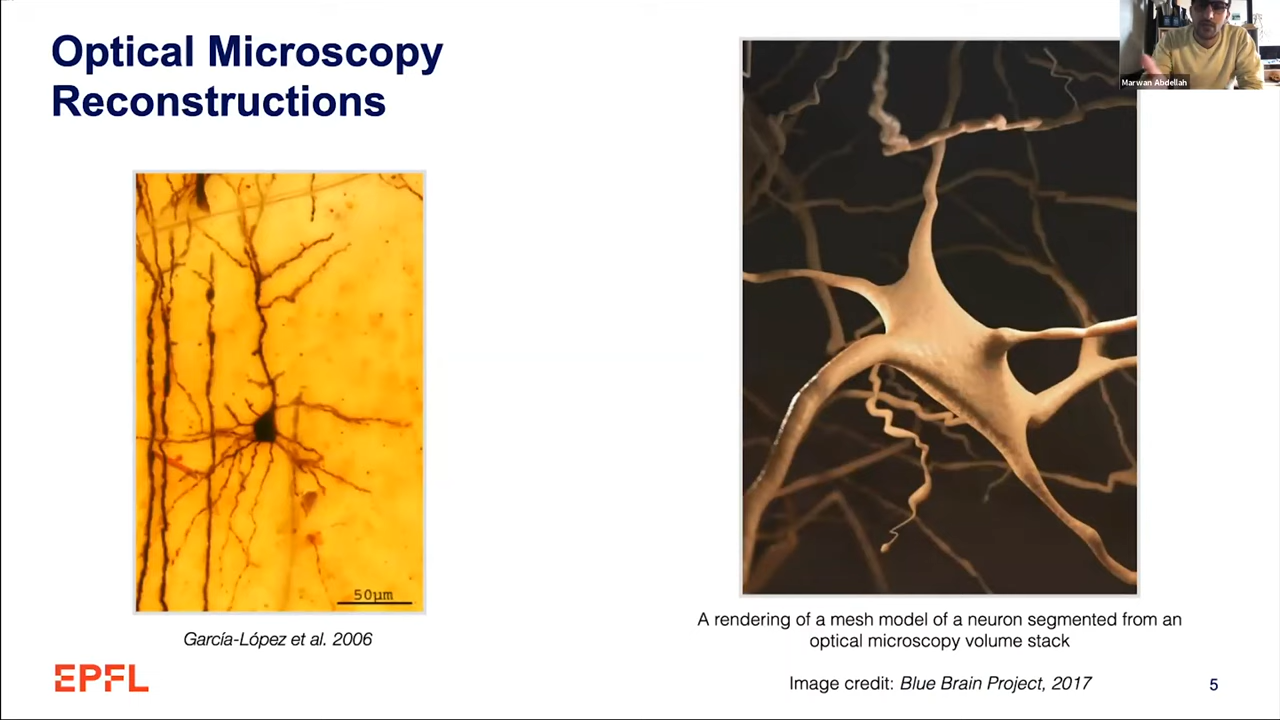 Optical Microscopy
Reconstructions
Marwan Abdellah
50µm
García-López et al. 2006
A rendering of a mesh model of a neuron segmented from an
optical microscopy volume stack
Image credit: Blue Brain Project, 2017
EPFL
5